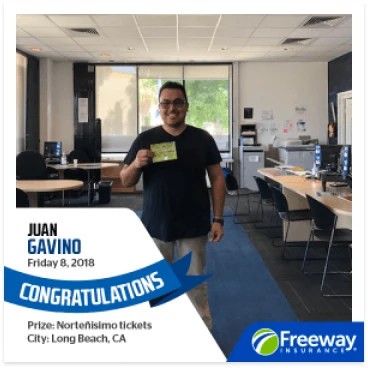 JUAN
GAVINO
Friday 8, 2018
CONGRATULATIONS
Prize: Norteñisimo tickets
City: Long Beach, CA
Freeway
INSURANCE